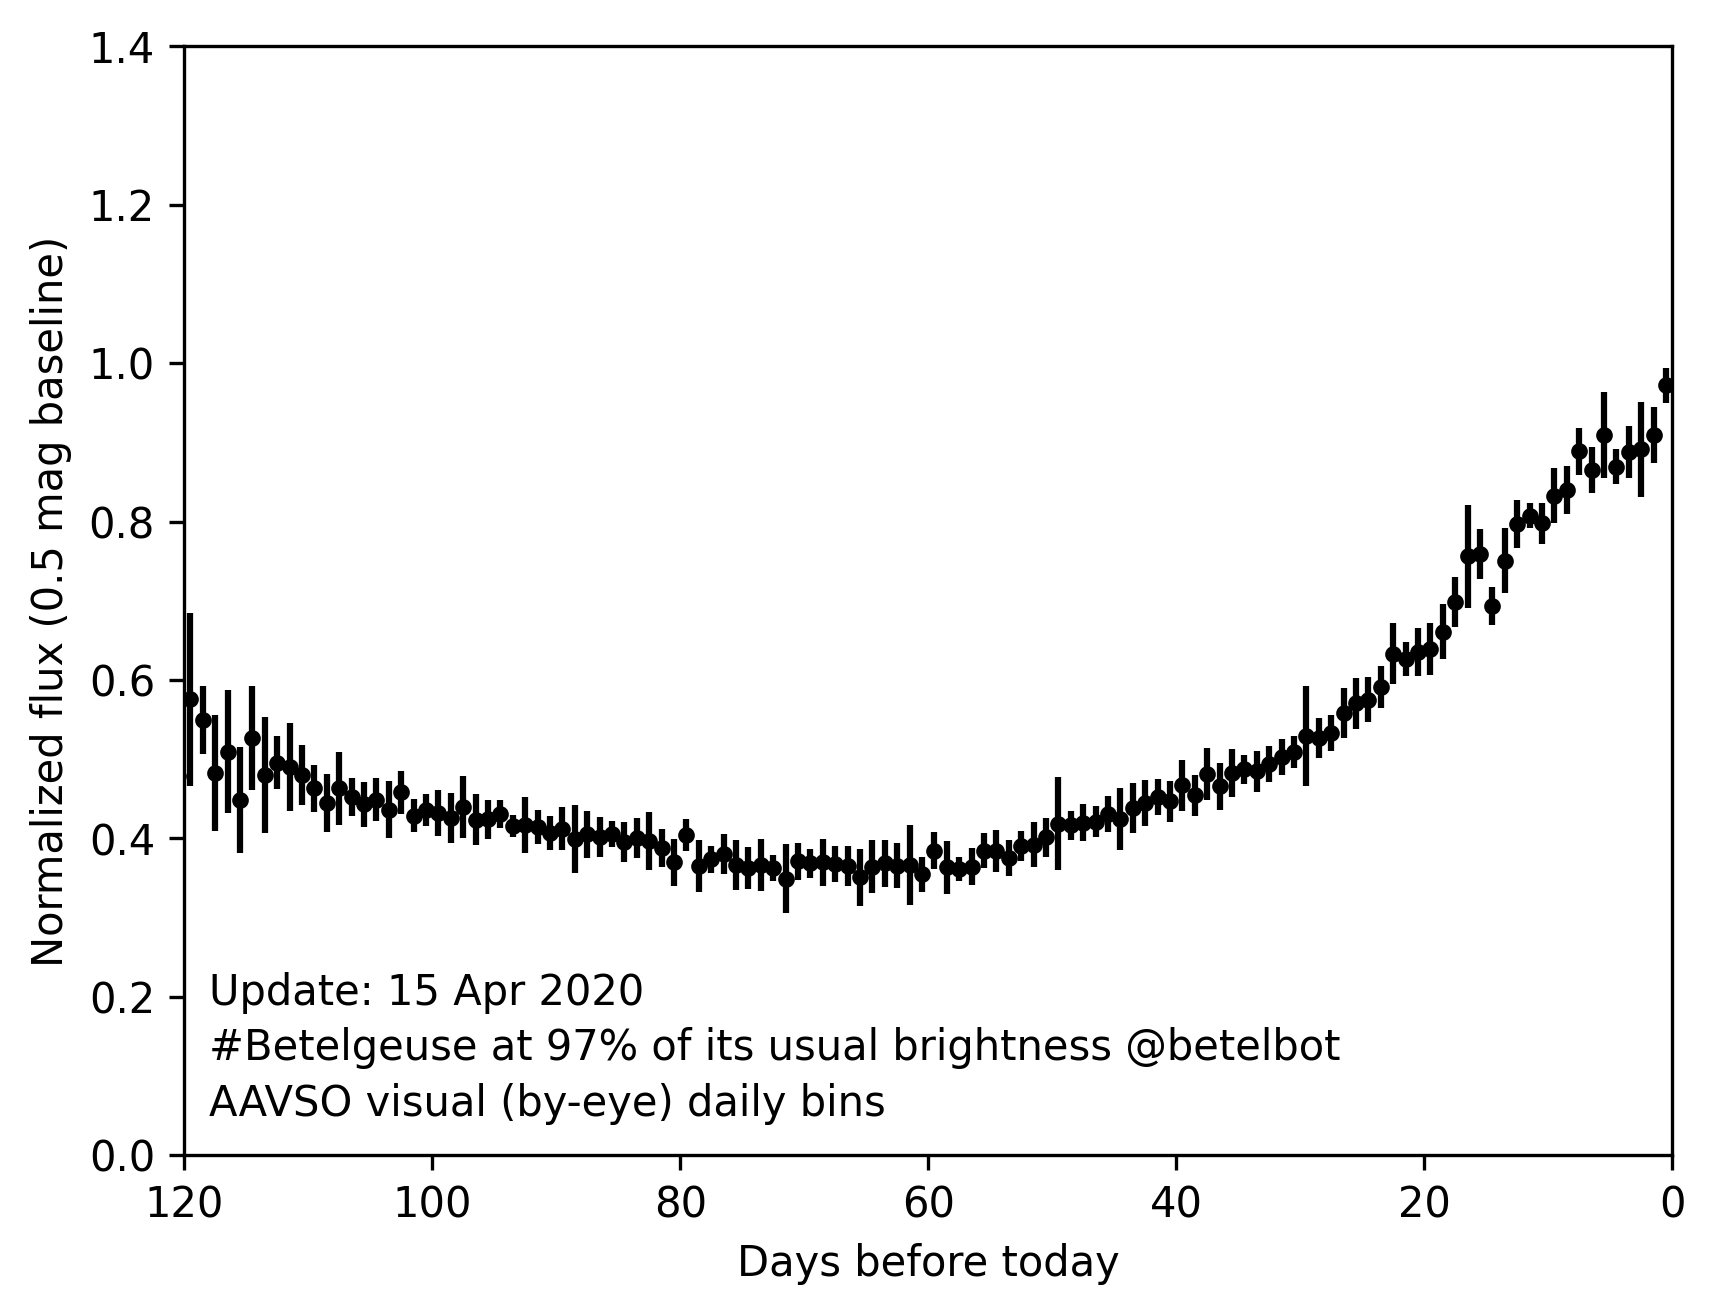 1.4
1.2
1.0
0.8
0.6
0.4
0.2
0.0
Normalized flux (0.5 mag baseline)
Update: 15 Apr 2020
#Betelgeuse at 97% of its usual brightness @betelbot
AAVSO visual (by-eye) daily bins
120 100 80 60 40 20 0
Days before today